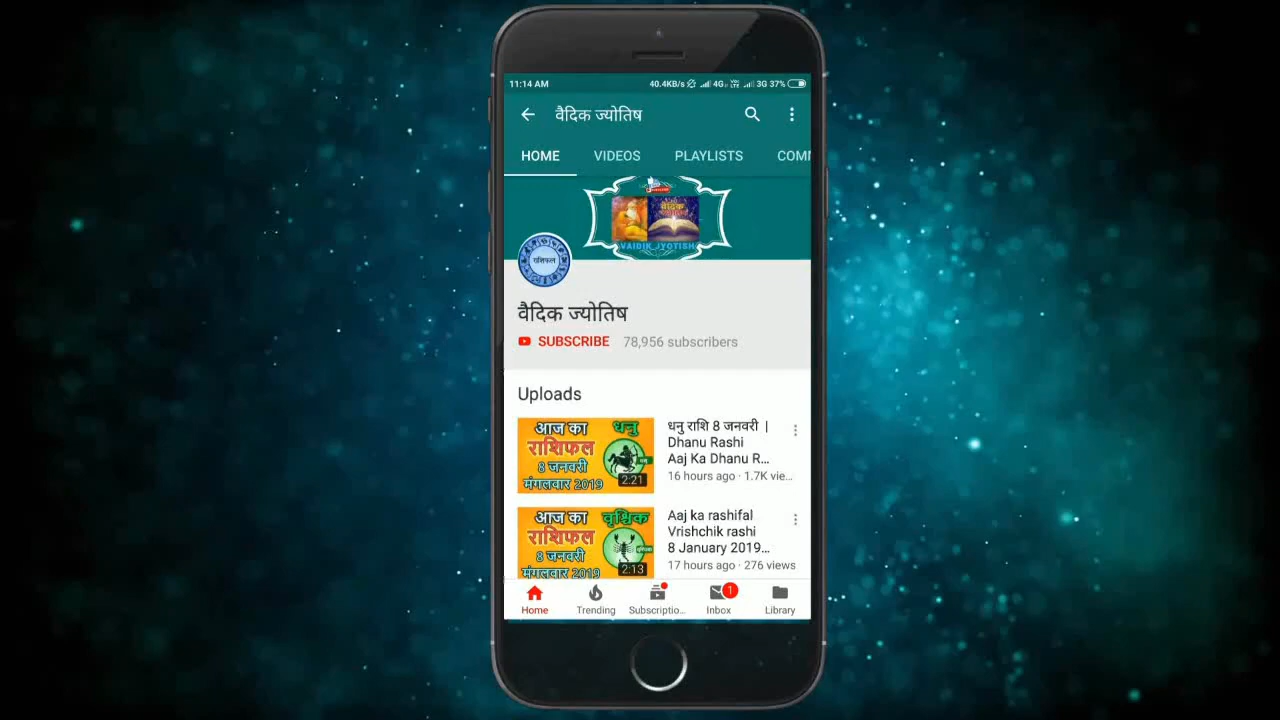 11:14 AM
40.4KB/s 4G VoLTE 3G 37%
वैदिक ज्योतिष
HOME VIDEOS PLAYLISTS COMM
वैदिक
VAIDIK JYOTISH
राशिफल
वैदिक ज्योतिष
SUBSCRIBE 78,956 subscribers
Uploads
आज का धनु
राशिफल
8 जनवरी
मंगलवार 2019
2:21
धनु राशि 8 जनवरी |
Dhanu Rashi
Aaj Ka Dhanu R...
16 hours ago · 1.7K vie...
आज का वृश्चिक
राशिफल
8 जनवरी
मंगलवार 2019
2:13
Aaj ka rashifal
Vrishchik rashi
8 January 2019...
17 hours ago · 276 views
Home Trending Subscriptio... Inbox 1 Library